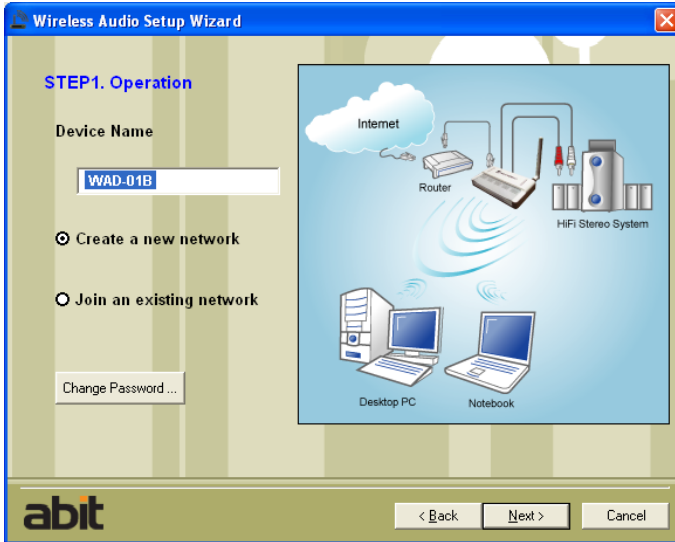 Wireless Audio Setup Wizard
STEP1. Operation
Device Name
WAD-01B
Create a new network
Join an existing network
Change Password ...
Internet
Router
HiFi Stereo System
Desktop PC
Notebook
abit
< Back
Next >
Cancel